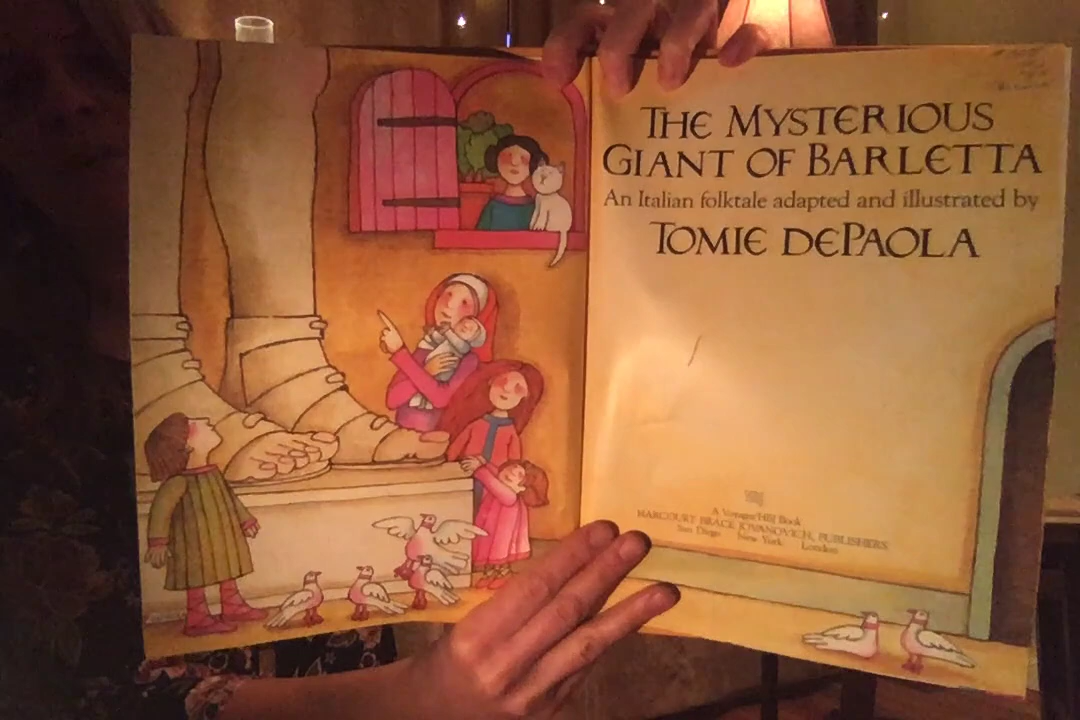 THE MYSTERIOUS
GIANT OF BARLETTA
An Italian folktale adapted and illustrated by
TOMIE DEPAOLA
A Voyager/HBJ Book
HARCOURT BRACE JOVANOVICH, PUBLISHERS
San Diego New York London